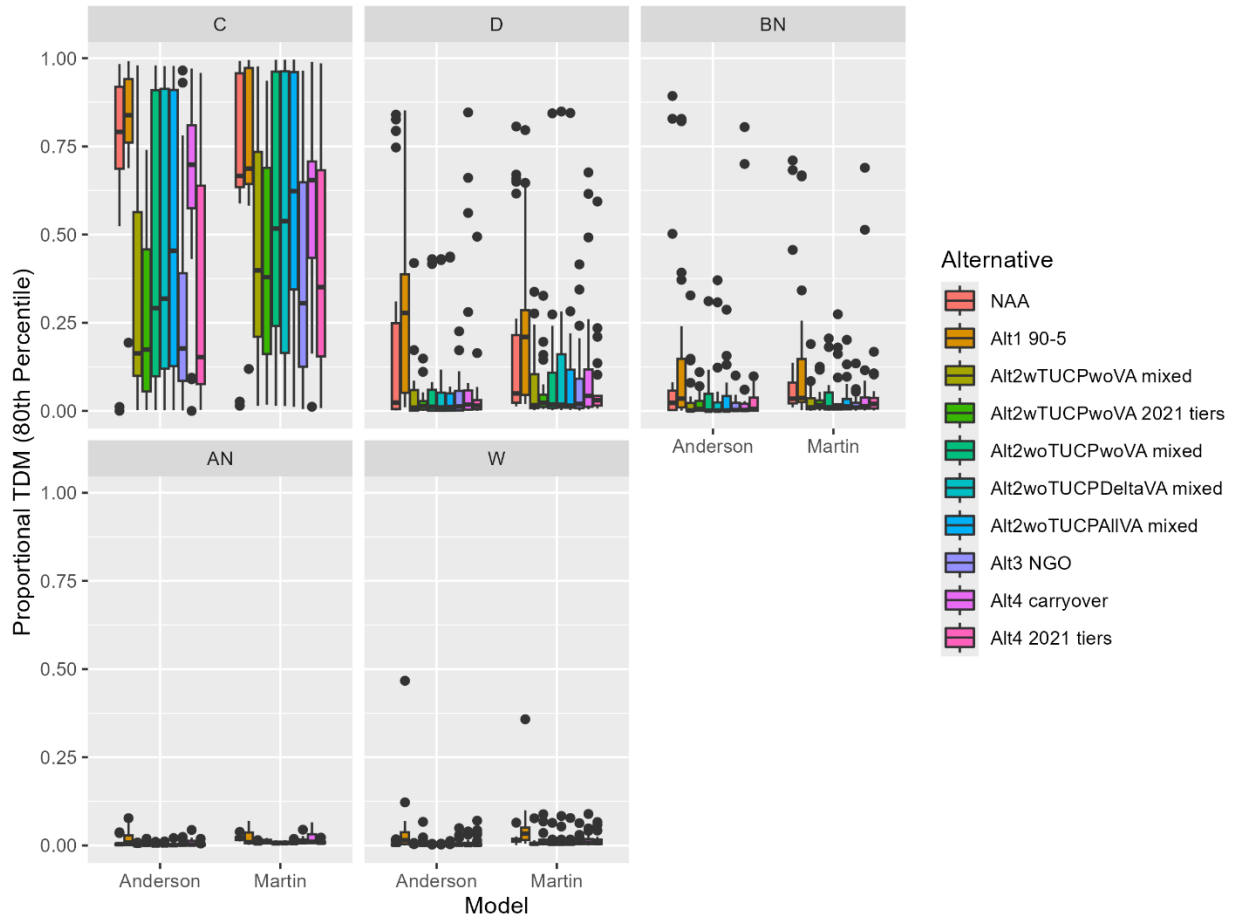 C
D
BN
1.00
0.75
0.50
0.25
0.00
Anderson
Martin
AN
W
1.00
0.75
0.50
0.25
0.00
Anderson
Martin
Anderson
Martin
Proportional TDM (80th Percentile)
Model
Alternative
NAA
Alt1 90-5
Alt2wTUCPwoVA mixed
Alt2wTUCPwoVA 2021 tiers
Alt2woTUCPwoVA mixed
Alt2woTUCPDeltaVA mixed
Alt2woTUCPAllVA mixed
Alt3 NGO
Alt4 carryover
Alt4 2021 tiers